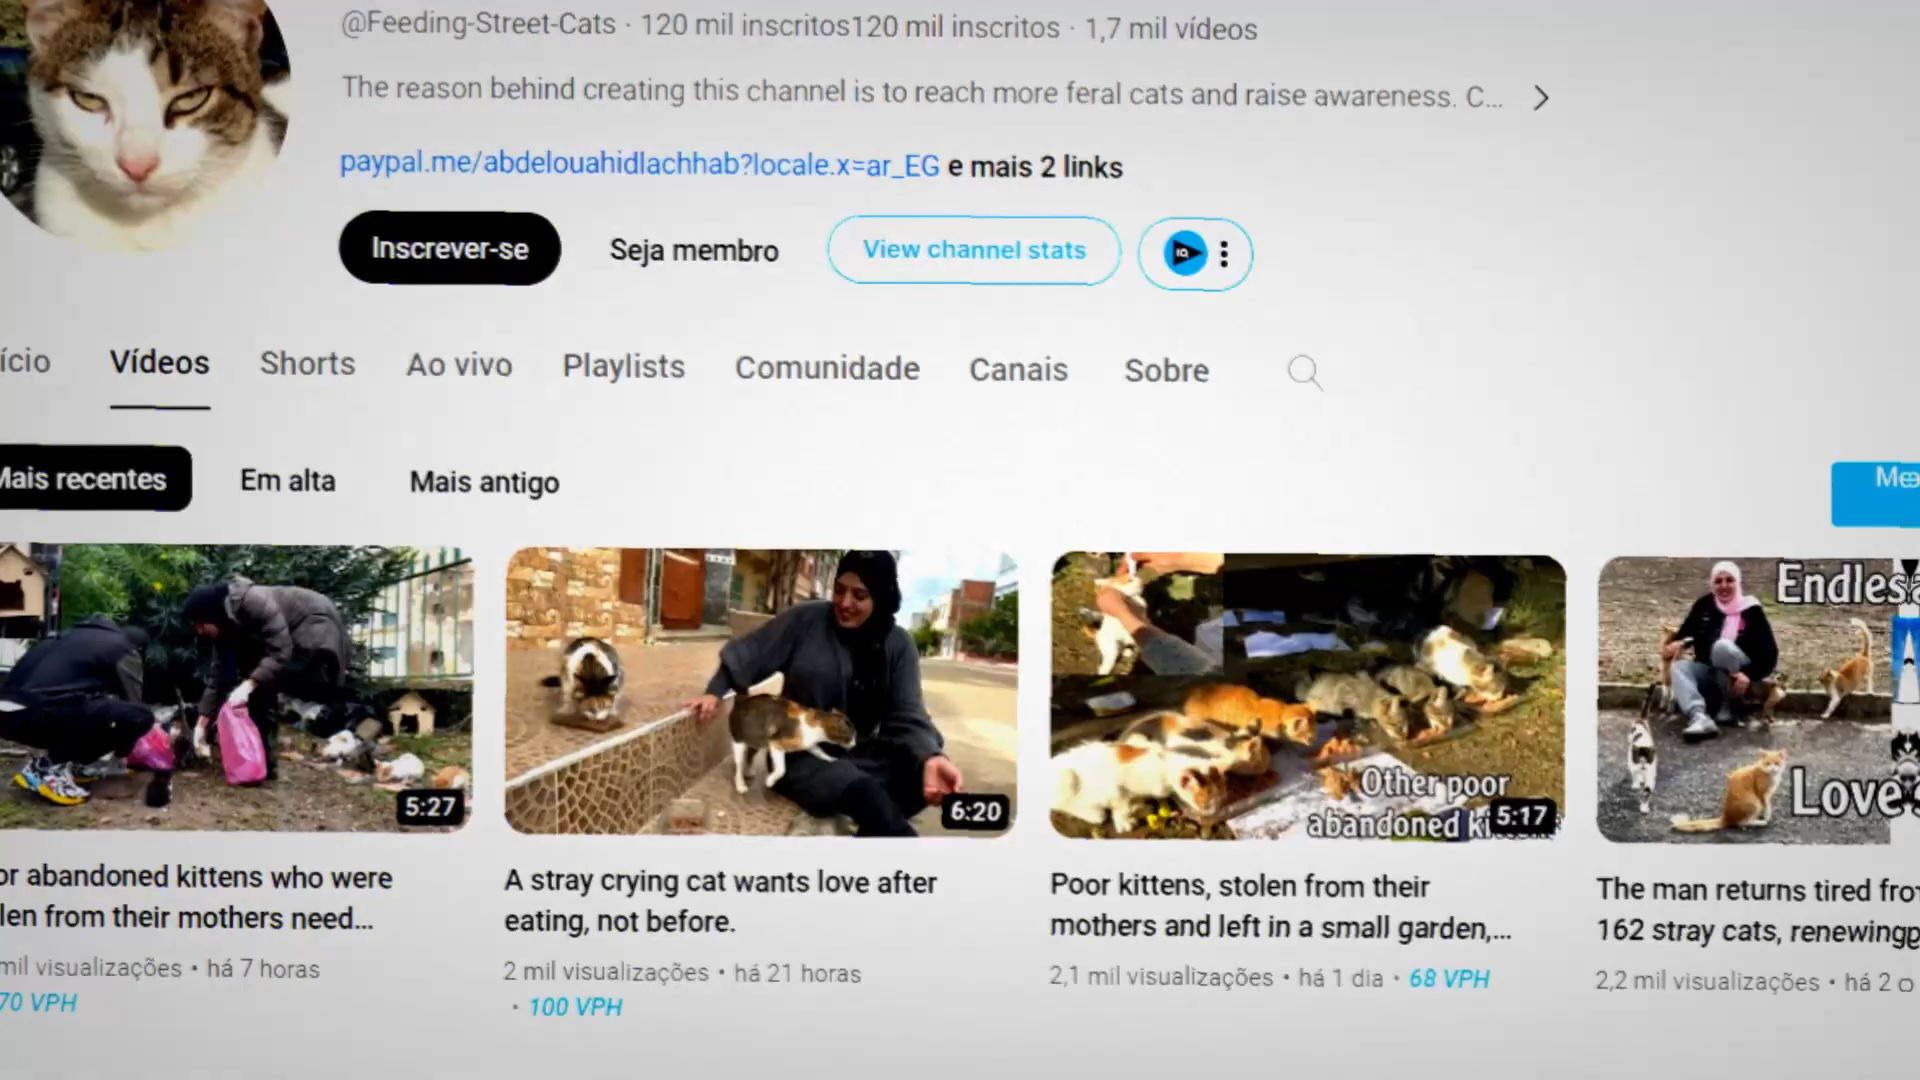 @Feeding-Street-Cats · 120 mil inscritos120 mil inscritos · 1,7 mil vídeos
The reason behind creating this channel is to reach more feral cats and raise awareness. C...
paypal.me/abdelouahidlachhab?locale.x=ar_EG e mais 2 links
Inscrever-se Seja membro View channel stats
ício Vídeos Shorts Ao vivo Playlists Comunidade Canais Sobre
Mais recentes Em alta Mais antigo
Endless
Love
Other poor
abandoned
5:27
6:20
5:17
or abandoned kittens who were
len from their mothers need...
mil visualizações • há 7 horas
70 VPH
A stray crying cat wants love after
eating, not before.
2 mil visualizações • há 21 horas
• 100 VPH
Poor kittens, stolen from their
mothers and left in a small garden,...
2,1 mil visualizações • há 1 dia • 68 VPH
The man returns tired
162 stray cats,
2,2 mil visualizações • há 2